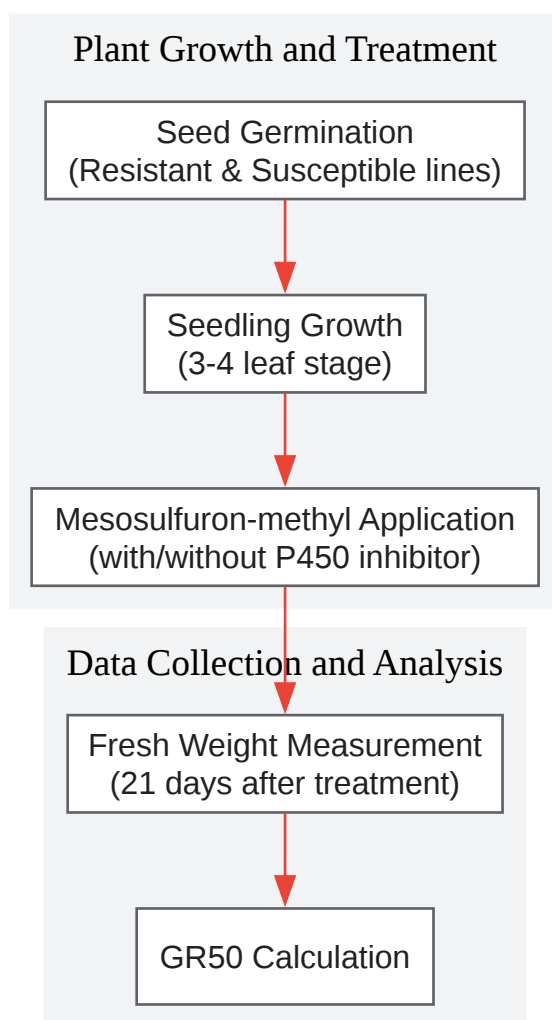 Plant Growth and Treatment
Seed Germination
(Resistant & Susceptible lines)
Seedling Growth
(3-4 leaf stage)
Mesosulfuron-methyl Application
(with/without P450 inhibitor)
Data Collection and Analysis
Fresh Weight Measurement
(21 days after treatment)
GR50 Calculation